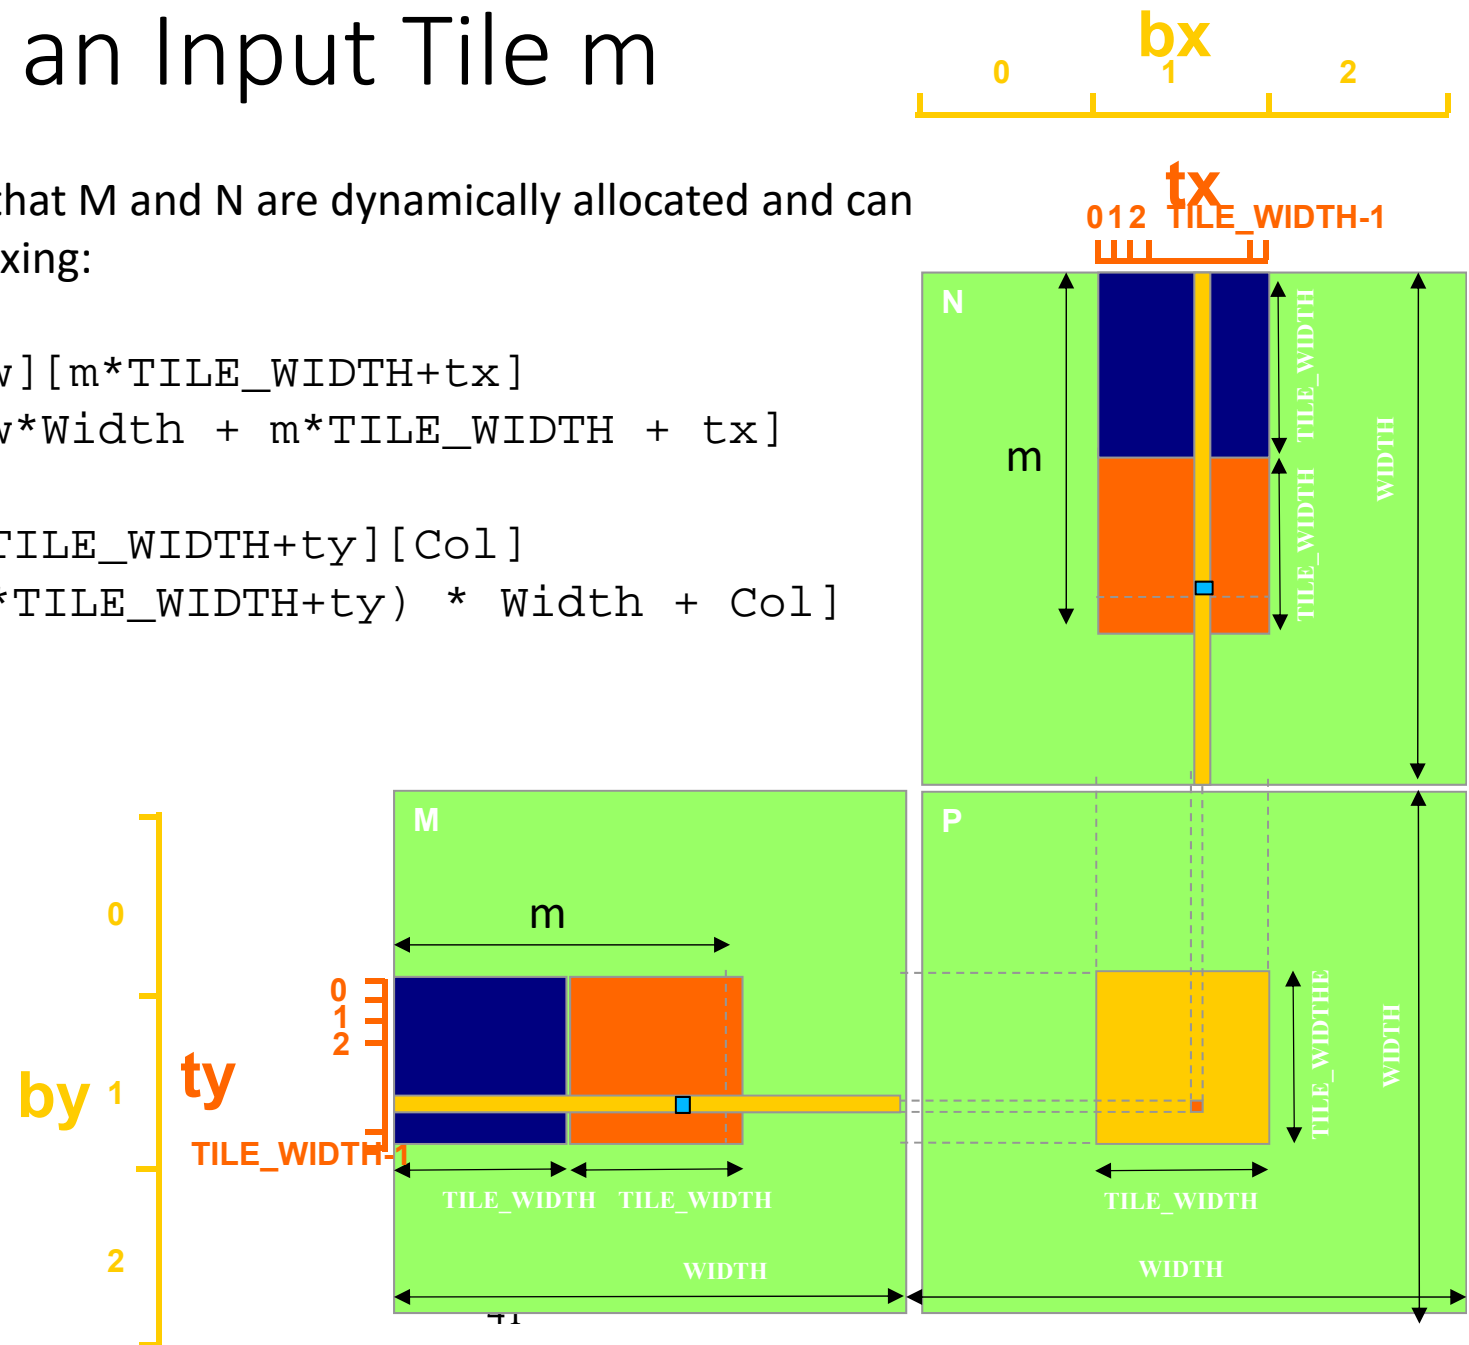 an Input Tile m
bx
0 1 2
that M and N are dynamically allocated and can
xing:
tx
0 1 2 TILE_WIDTH-1
w][m*TILE_WIDTH+tx]
w*Width + m*TILE_WIDTH + tx]
TILE_WIDTH+ty][Col]
*TILE_WIDTH+ty) * Width + Col]
N
m
TILE_WIDTH
TILE_WIDTH
WIDTH
M
m
P
by
0
1
2
ty
0
1
2
TILE_WIDTH-1
TILE_WIDTH TILE_WIDTH
WIDTH
TILE_WIDTHE
WIDTH
TILE_WIDTH
WIDTH
41